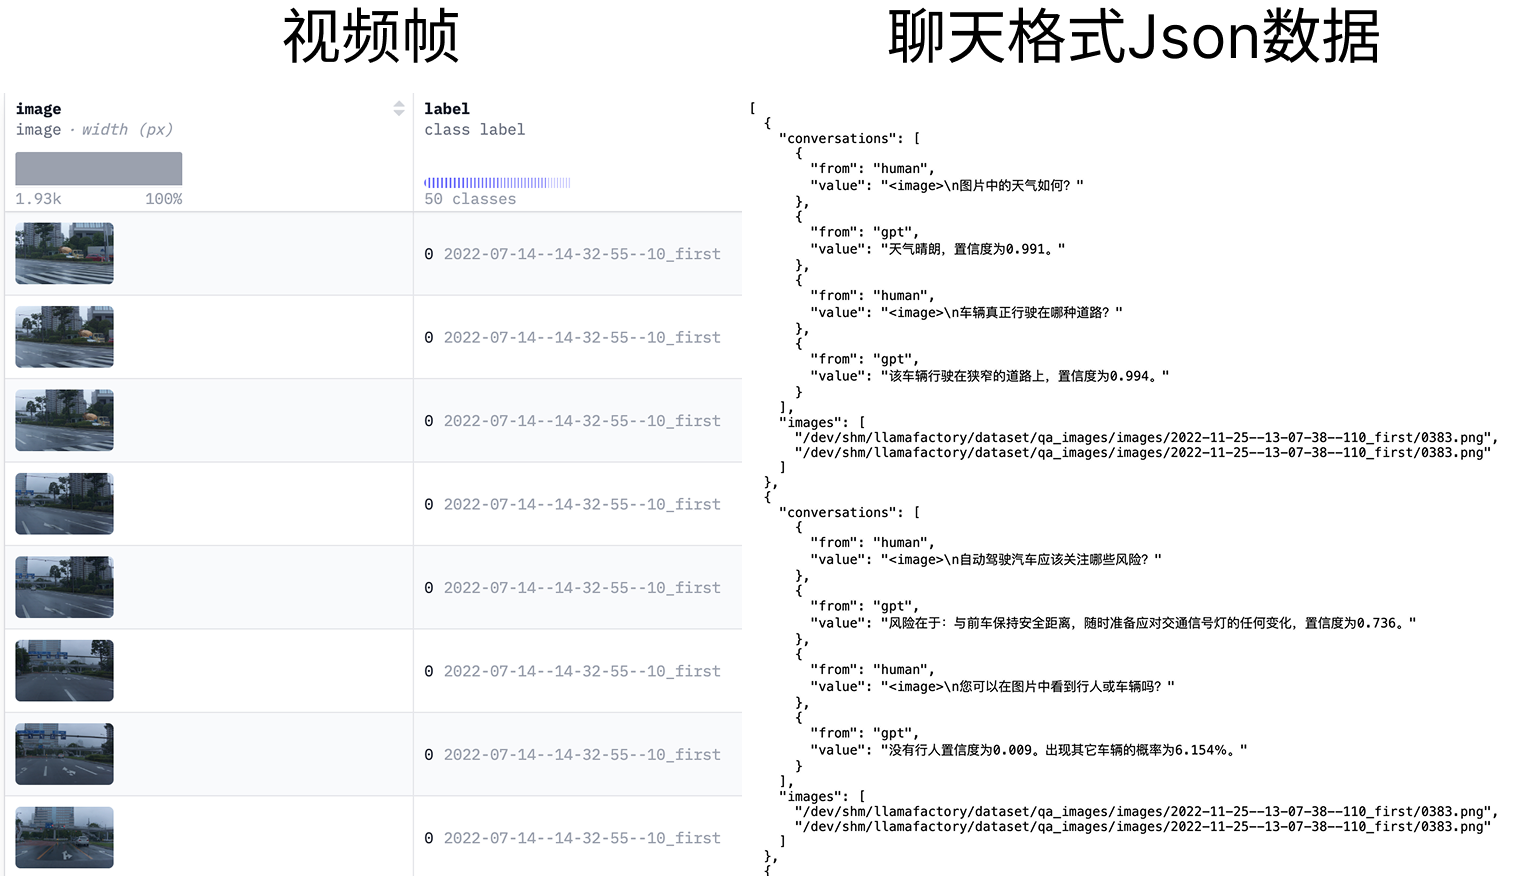 视频帧
聊天格式Json数据
image
image · width (px)
1.93k 100%
label
class label
50 classes
0 2022-07-14--14-32-55--10_first
0 2022-07-14--14-32-55--10_first
0 2022-07-14--14-32-55--10_first
0 2022-07-14--14-32-55--10_first
0 2022-07-14--14-32-55--10_first
0 2022-07-14--14-32-55--10_first
0 2022-07-14--14-32-55--10_first
0 2022-07-14--14-32-55--10_first
[
{
"conversations": [
{
"from": "human",
"value": "<image>\n图片中的天气如何？"
},
{
"from": "gpt",
"value": "天气晴朗，置信度为0.991。"
},
{
"from": "human",
"value": "<image>\n车辆真正行驶在哪种道路？"
},
{
"from": "gpt",
"value": "该车辆行驶在狭窄的道路上，置信度为0.994。"
}
],
"images": [
"/dev/shm/llamafactory/dataset/qa_images/images/2022-11-25--13-07-38--110_first/0383.png",
"/dev/shm/llamafactory/dataset/qa_images/images/2022-11-25--13-07-38--110_first/0383.png"
]
},
{
"conversations": [
{
"from": "human",
"value": "<image>\n自动驾驶汽车应该关注哪些风险？"
},
{
"from": "gpt",
"value": "风险在于：与前车保持安全距离，随时准备应对交通信号灯的任何变化，置信度为0.736。"
},
{
"from": "human",
"value": "<image>\n您可以在图片中看到行人或车辆吗？"
},
{
"from": "gpt",
"value": "没有行人置信度为0.009。出现其它车辆的概率为6.154%。"
}
],
"images": [
"/dev/shm/llamafactory/dataset/qa_images/images/2022-11-25--13-07-38--110_first/0383.png",
"/dev/shm/llamafactory/dataset/qa_images/images/2022-11-25--13-07-38--110_first/0383.png"
]
},
{